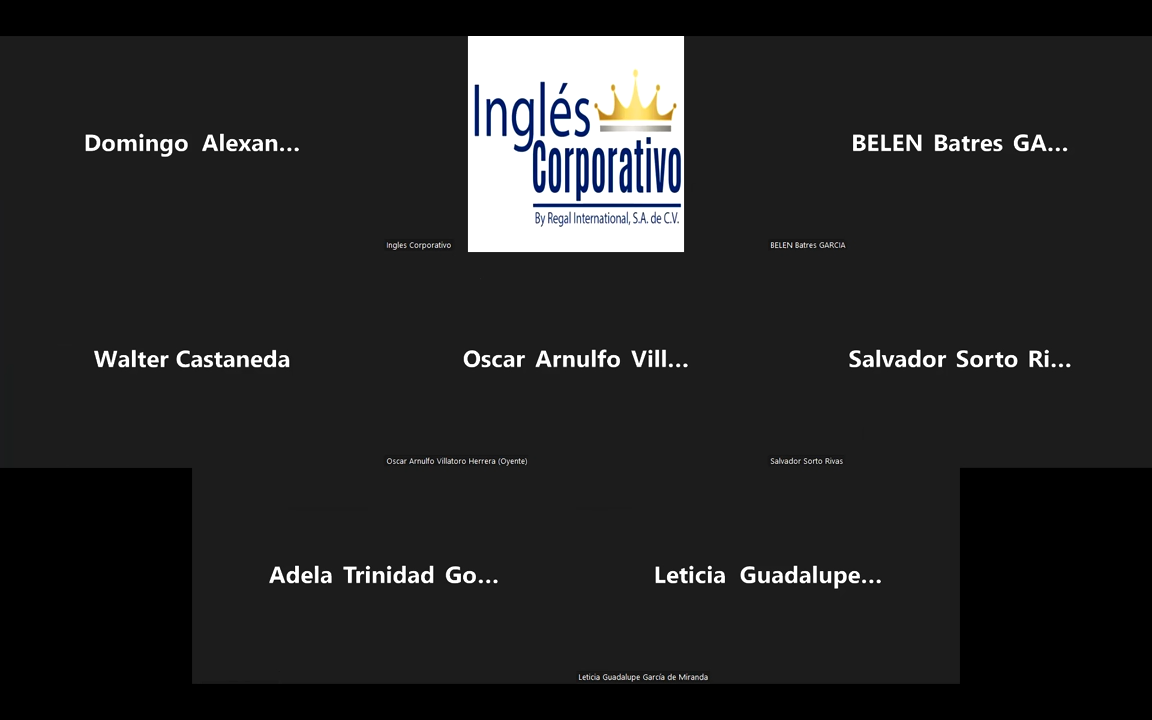 Domingo Alexan...
Inglés
Corporativo
By Regal International, S.A. de C.V.
Ingles Corporativo
BELEN Batres GA...
BELEN Batres GARCIA
Walter Castaneda
Oscar Arnulfo Vill...
Oscar Arnulfo Villatoro Herrera (Oyente)
Salvador Sorto Ri...
Salvador Sorto Rivas
Adela Trinidad Go...
Leticia Guadalupe...
Leticia Guadalupe García de Miranda